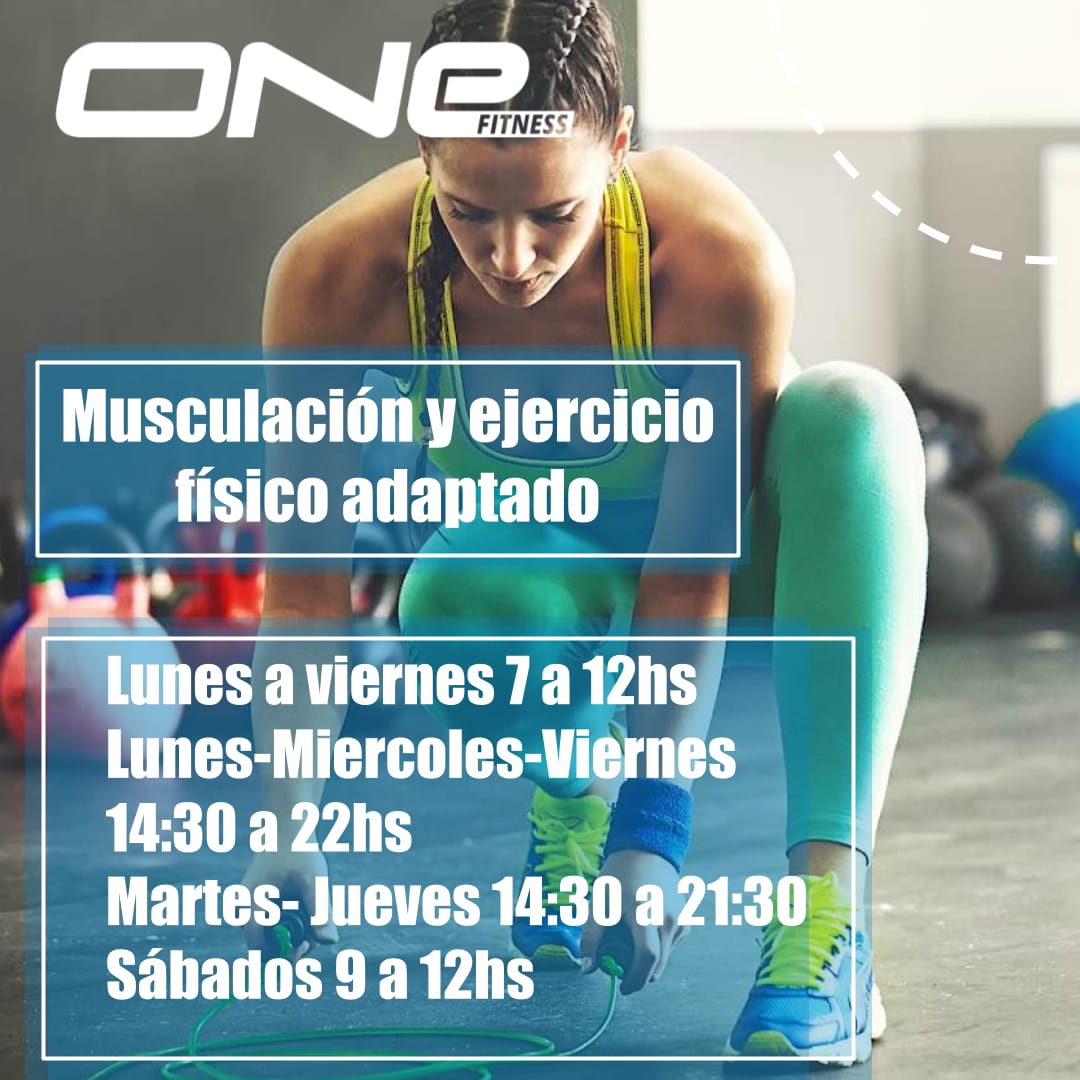 ONe
FITNESS
Musculación y ejercicio
físico adaptado
Lunes a viernes 7 a 12hs
Lunes-Miercoles-Viernes
14:30 a 22hs
Martes- Jueves 14:30 a 21:30
Sábados 9 a 12hs